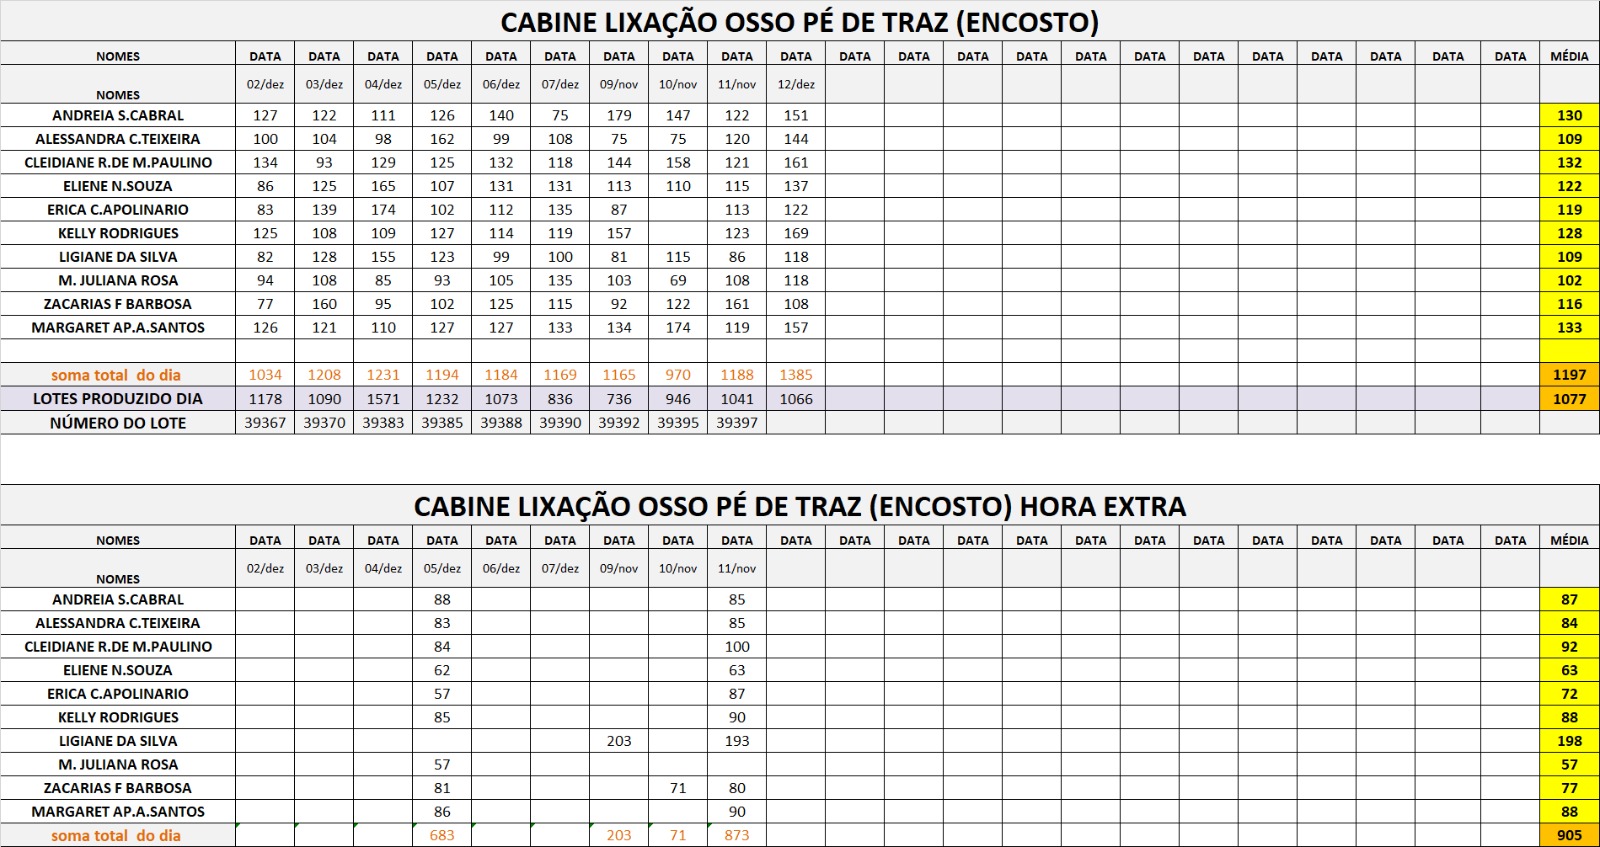 CABINE LIXAÇÃO OSSO PÉ DE TRAZ (ENCOSTO)
NOMES DATA DATA DATA DATA DATA DATA DATA DATA DATA DATA DATA DATA DATA DATA DATA DATA DATA DATA DATA DATA DATA DATA MÉDIA
NOMES 02/dez 03/dez 04/dez 05/dez 06/dez 07/dez 09/nov 10/nov 11/nov 12/dez
ANDREIA S.CABRAL 127 122 111 126 140 75 179 147 122 151 130
ALESSANDRA C.TEIXEIRA 100 104 98 162 99 108 75 75 120 144 109
CLEIDIANE R.DE M.PAULINO 134 93 129 125 132 118 144 158 121 161 132
ELIENE N.SOUZA 86 125 165 107 131 131 113 110 115 137 122
ERICA C.APOLINARIO 83 139 174 102 112 135 87 113 122 119
KELLY RODRIGUES 125 108 109 127 114 119 157 123 169 128
LIGIANE DA SILVA 82 128 155 123 99 100 81 115 86 118 109
M. JULIANA ROSA 94 108 85 93 105 135 103 69 108 118 102
ZACARIAS F BARBOSA 77 160 95 102 125 115 92 122 161 108 116
MARGARET AP.A.SANTOS 126 121 110 127 127 133 134 174 119 157 133
soma total do dia 1034 1208 1231 1194 1184 1169 1165 970 1188 1385 1197
LOTES PRODUZIDO DIA 1178 1090 1571 1232 1073 836 736 946 1041 1066 1077
NÚMERO DO LOTE 39367 39370 39383 39385 39388 39390 39392 39395 39397
CABINE LIXAÇÃO OSSO PÉ DE TRAZ (ENCOSTO) HORA EXTRA
NOMES DATA DATA DATA DATA DATA DATA DATA DATA DATA DATA DATA DATA DATA DATA DATA DATA DATA DATA DATA DATA DATA DATA MÉDIA
NOMES 02/dez 03/dez 04/dez 05/dez 06/dez 07/dez 09/nov 10/nov 11/nov
ANDREIA S.CABRAL 88 85 87
ALESSANDRA C.TEIXEIRA 83 85 84
CLEIDIANE R.DE M.PAULINO 84 100 92
ELIENE N.SOUZA 62 63 63
ERICA C.APOLINARIO 57 87 72
KELLY RODRIGUES 85 90 88
LIGIANE DA SILVA 203 193 198
M. JULIANA ROSA 57 57
ZACARIAS F BARBOSA 81 71 80 77
MARGARET AP.A.SANTOS 86 90 88
soma total do dia 683 203 71 873 905